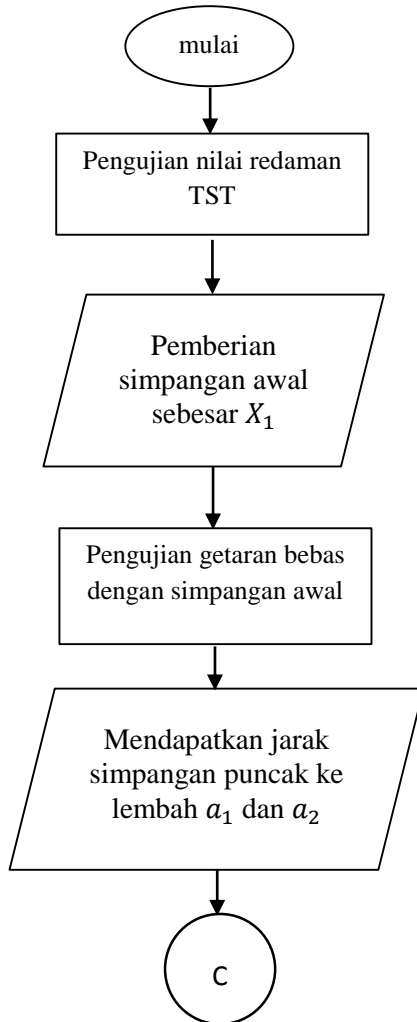 mulai
Pengujian nilai redaman
TST
Pemberian
simpangan awal
sebesar 𝑋₁
Pengujian getaran bebas
dengan simpangan awal
Mendapatkan jarak
simpangan puncak ke
lembah 𝑎₁ dan 𝑎₂
C